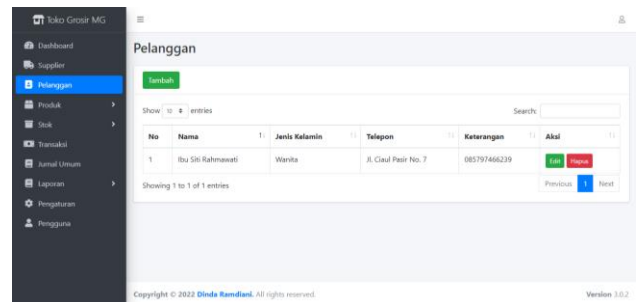 Toko Grosir MG
Dashboard
Supplier
Pelanggan
Produk
Stok
Transaksi
Jurnal Umum
Laporan
Pengaturan
Pengguna
Pelanggan
Tambah
Show 10 entries
Search:
No Nama Jenis Kelamin Telepon Keterangan Aksi
1 Ibu Siti Rahmawati Wanita Jl. Ciaul Pasir No. 7 085797466239 Edit Hapus
Showing 1 to 1 of 1 entries
Previous 1 Next
Copyright © 2022 Dinda Ramdiani. All rights reserved.
Version 3.0.2